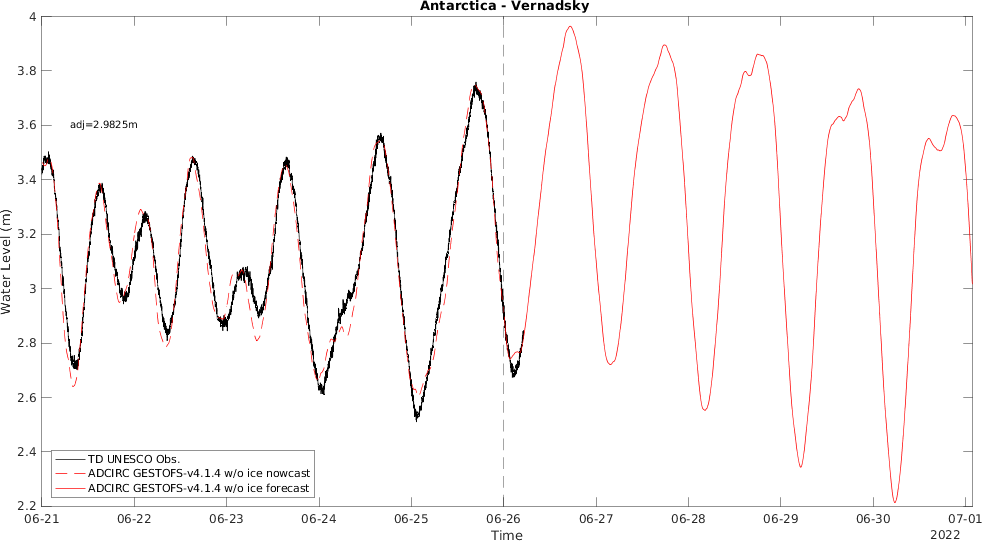 Antarctica - Vernadsky
4
3.8
3.6
3.4
3.2
3
2.8
2.6
2.4
2.2
Water Level (m)
adj=2.9825m
TD UNESCO Obs.
ADCIRC GESTOFS-v4.1.4 w/o ice nowcast
ADCIRC GESTOFS-v4.1.4 w/o ice forecast
06-21 06-22 06-23 06-24 06-25 06-26 06-27 06-28 06-29 06-30 07-01
Time
2022